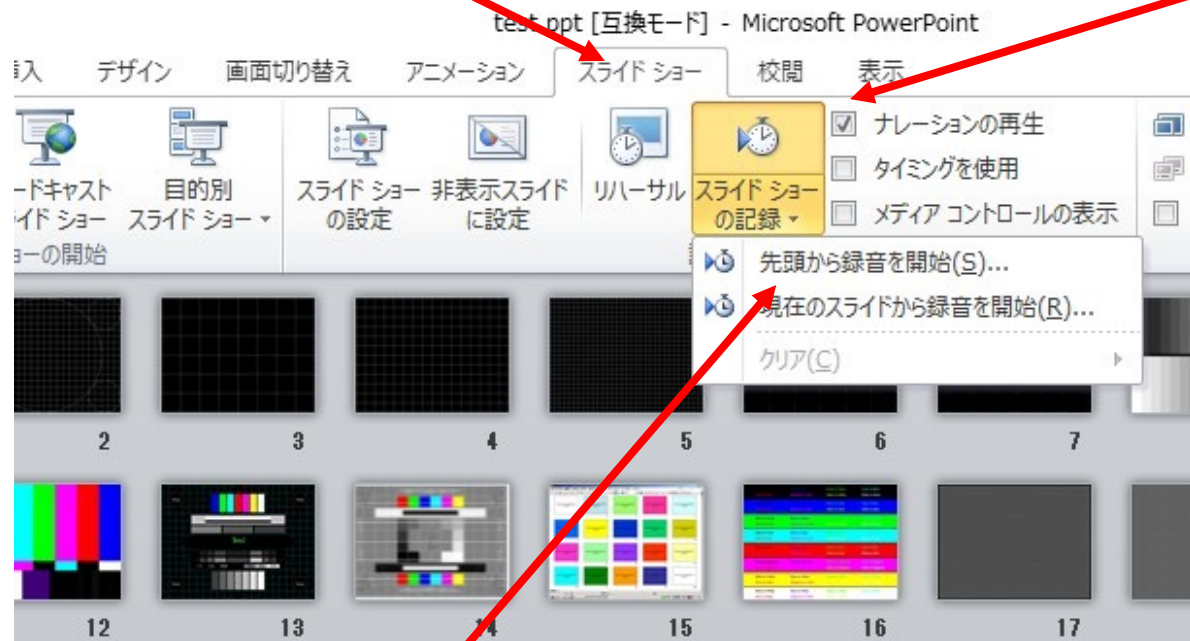 test.ppt [互換モード] - Microsoft PowerPoint
入 デザイン 画面切り替え アニメーション スライド ショー 校閲 表示
ードキャスト
イド ショー
目的別
スライド ショー
スライド ショー
の設定
非表示スライド
に設定
リハーサル
スライド ショー
の記録
ナレーションの再生
タイミングを使用
メディア コントロールの表示
ョーの開始
先頭から録音を開始(S)...
現在のスライドから録音を開始(R)...
クリア(C)
2 3 4 5 6 7
12 13 14 15 16 17